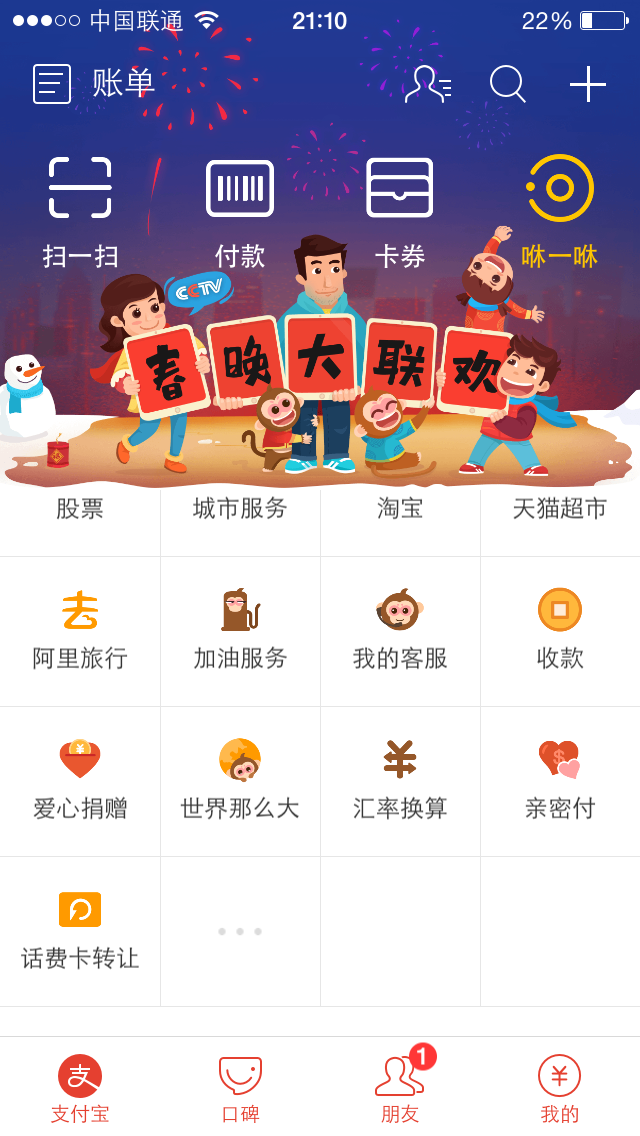 中国联通 21:10 22%
账单
扫一扫 付款 卡券 咻一咻
CCTV
春晚大联欢
股票 城市服务 淘宝 天猫超市
阿里旅行 加油服务 我的客服 收款
爱心捐赠 世界那么大 汇率换算 亲密付
话费卡转让
1
支付宝 口碑 朋友 我的